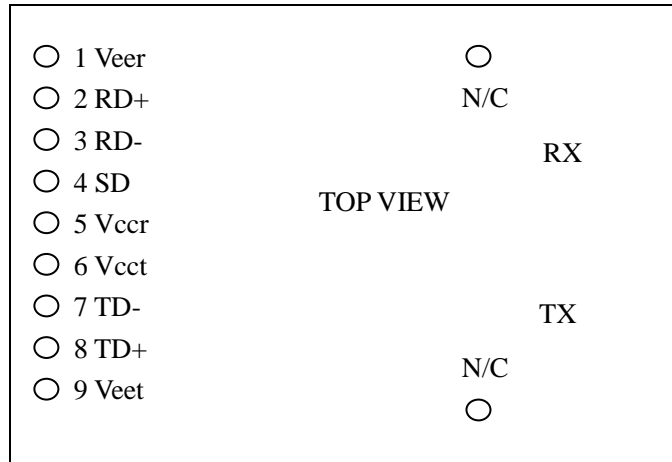 1 Veer
2 RD+
3 RD-
4 SD
5 Vccr
6 Vcct
7 TD-
8 TD+
9 Veet
N/C
RX
TOP VIEW
TX
N/C